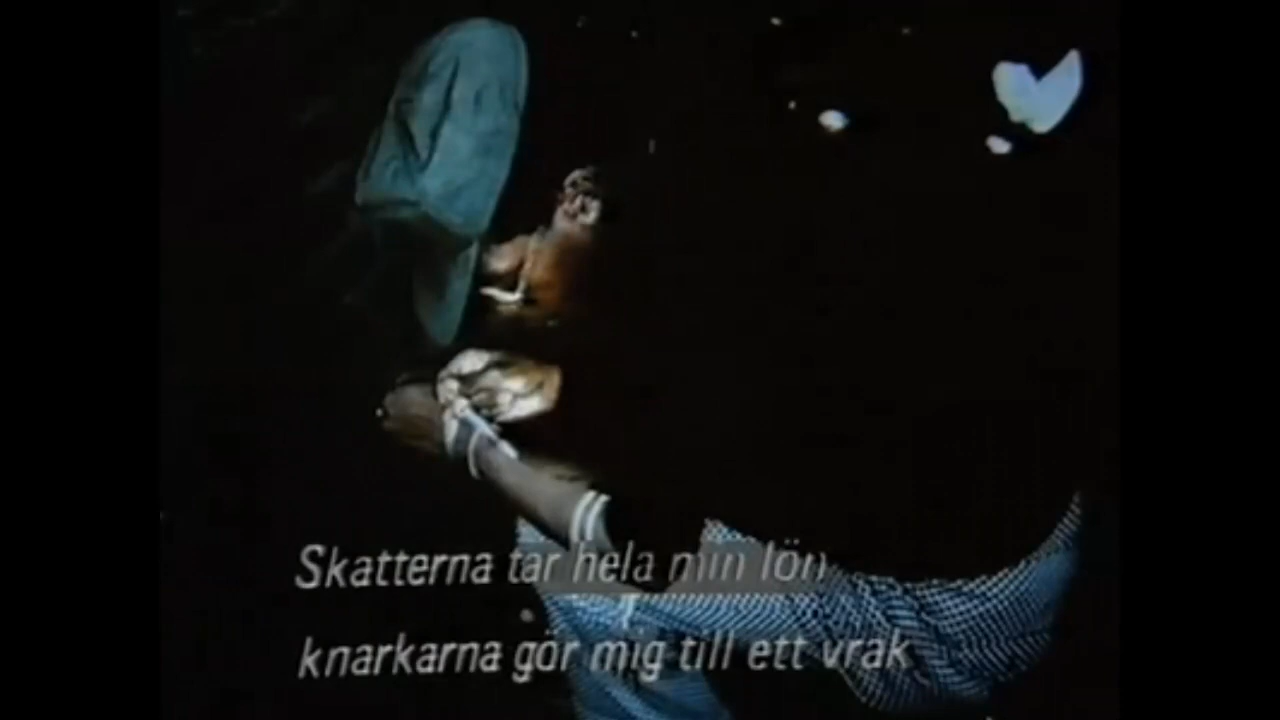 Skatterna tar hela min lön
knarkarna gör mig till ett vrak